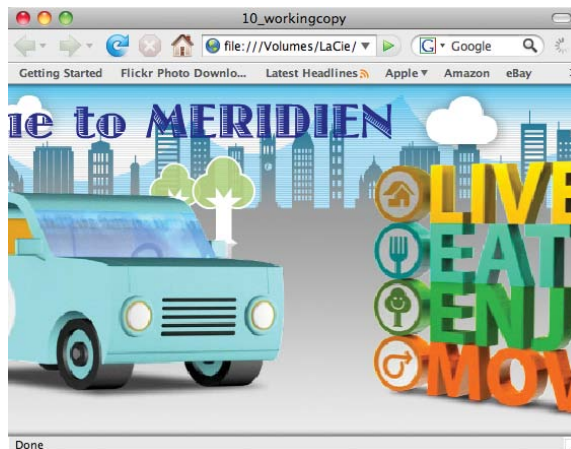 10_workingcopy
file:///Volumes/LaCie/
G Google
Getting Started Flickr Photo Downlo... Latest Headlines Apple Amazon eBay
ne to MERIDIEN
LIVE
EAT
ENJ
MOV
Done